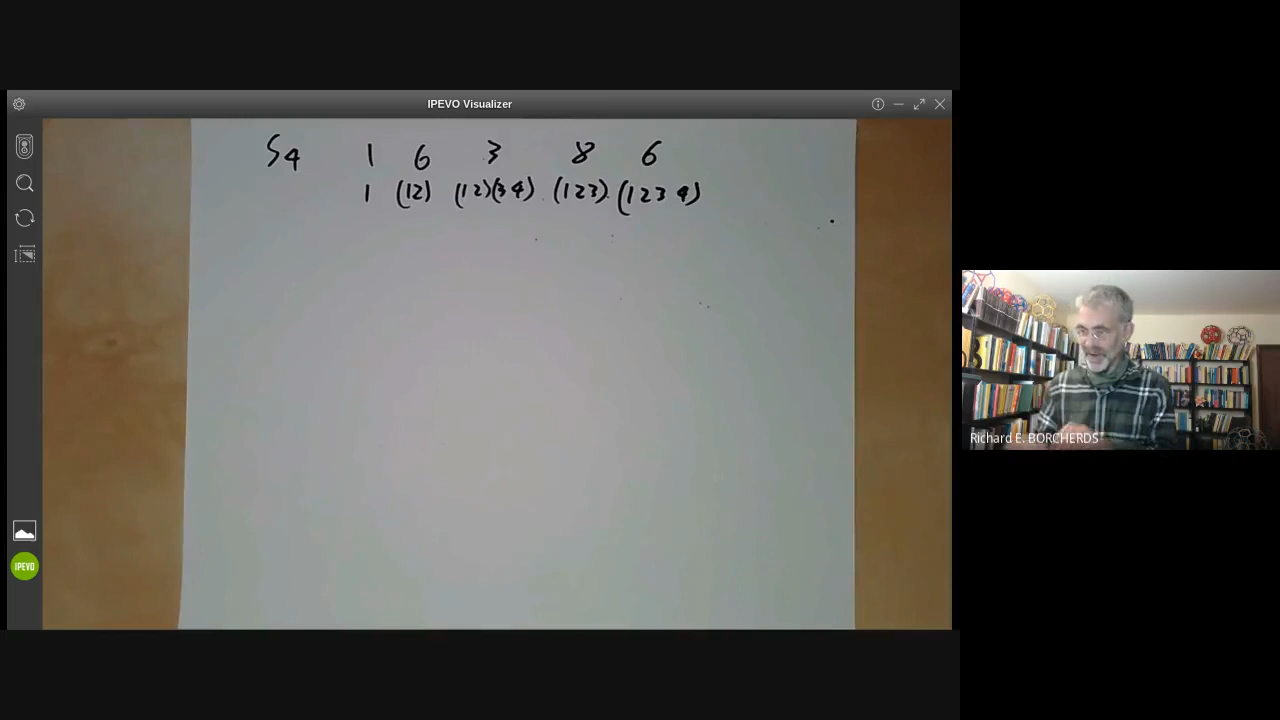 IPEVO Visualizer
S4 1 6 3 8 6
1 (12) (12)(34) (123) (1234)
Richard E. BORCHERDS
IPEVO